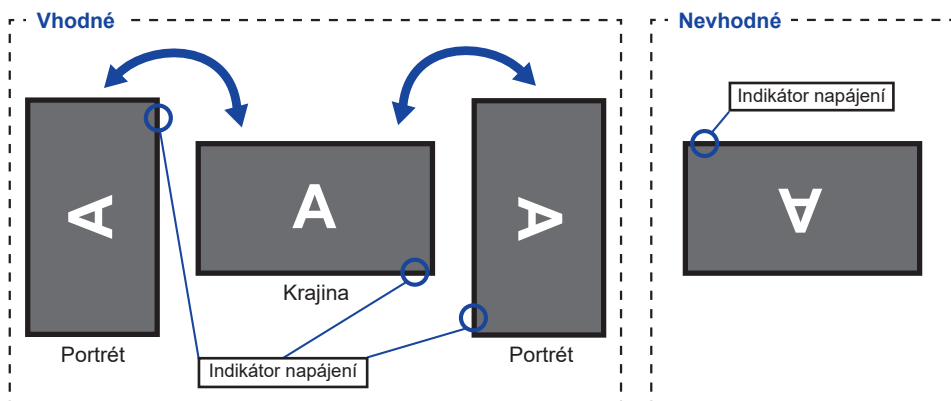 Vhodné
Nevhodné
Indikátor napájení
A
A
A
A
Krajina
Portrét
Portrét
Indikátor napájení